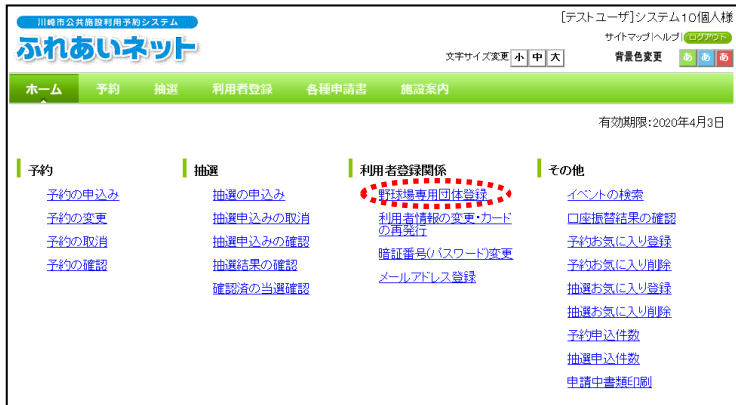 川崎市公共施設利用予約システム
ふれあいネット
[テストユーザ]システム10個人様
サイトマップ|ヘルプ|ログアウト
文字サイズ変更 小 中 大
背景色変更 あ あ あ
ホーム 予約 抽選 利用者登録 各種申請書 施設案内
有効期限:2020年4月3日
予約
予約の申込み
予約の変更
予約の取消
予約の確認
抽選
抽選の申込み
抽選申込みの取消
抽選申込みの確認
抽選結果の確認
確認済の当選確認
利用者登録関係
野球場専用団体登録
利用者情報の変更・カード
の再発行
暗証番号(パスワード)変更
メールアドレス登録
その他
イベントの検索
口座振替結果の確認
予約お気に入り登録
予約お気に入り削除
抽選お気に入り登録
抽選お気に入り削除
予約申込件数
抽選申込件数
申請中書類印刷